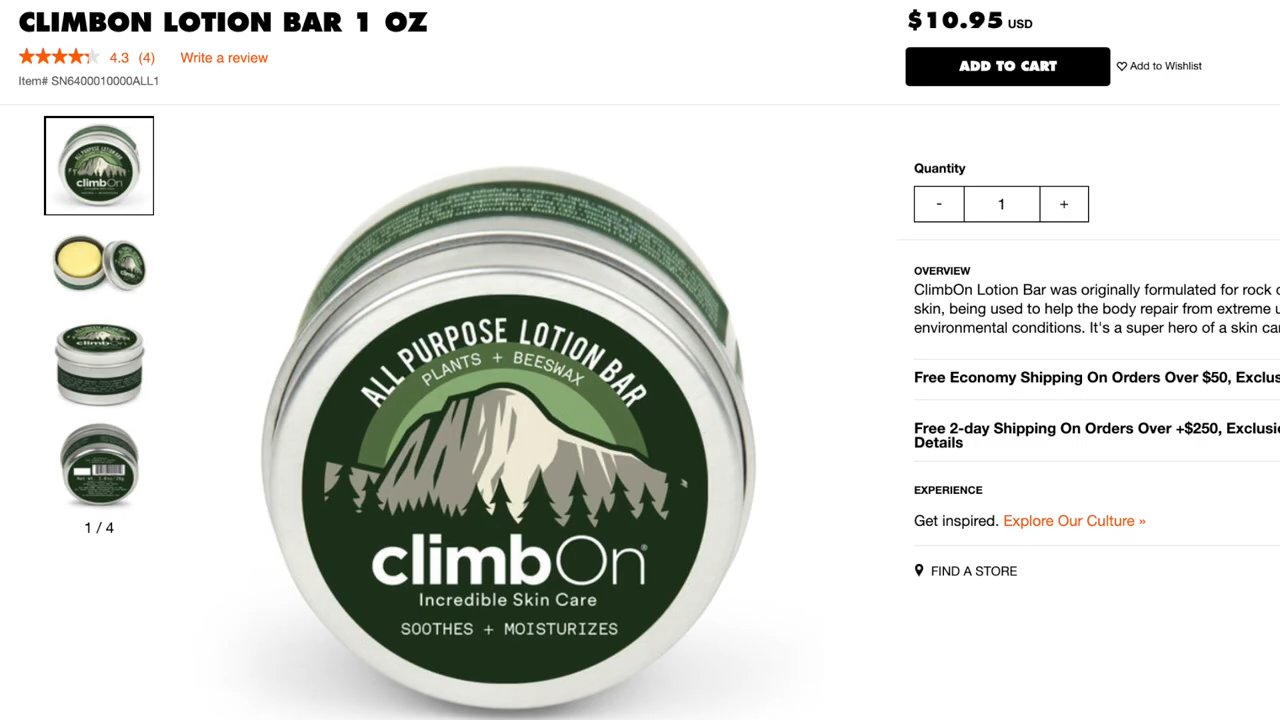 CLIMBON LOTION BAR 1 OZ
4.3 (4) Write a review
Item# SN6400010000ALL1
$10.95 USD
ADD TO CART
Add to Wishlist
climbOn
1 / 4
ALL PURPOSE LOTION BAR
PLANTS + BEESWAX
climbOn®
Incredible Skin Care
SOOTHES + MOISTURIZES
Quantity
- 1 +
OVERVIEW
ClimbOn Lotion Bar was originally formulated for rock
skin, being used to help the body repair from extreme
environmental conditions. It's a super hero of a skin
Free Economy Shipping On Orders Over $50,
Free 2-day Shipping On Orders Over +$250,
Details
EXPERIENCE
Get inspired. Explore Our Culture »
FIND A STORE